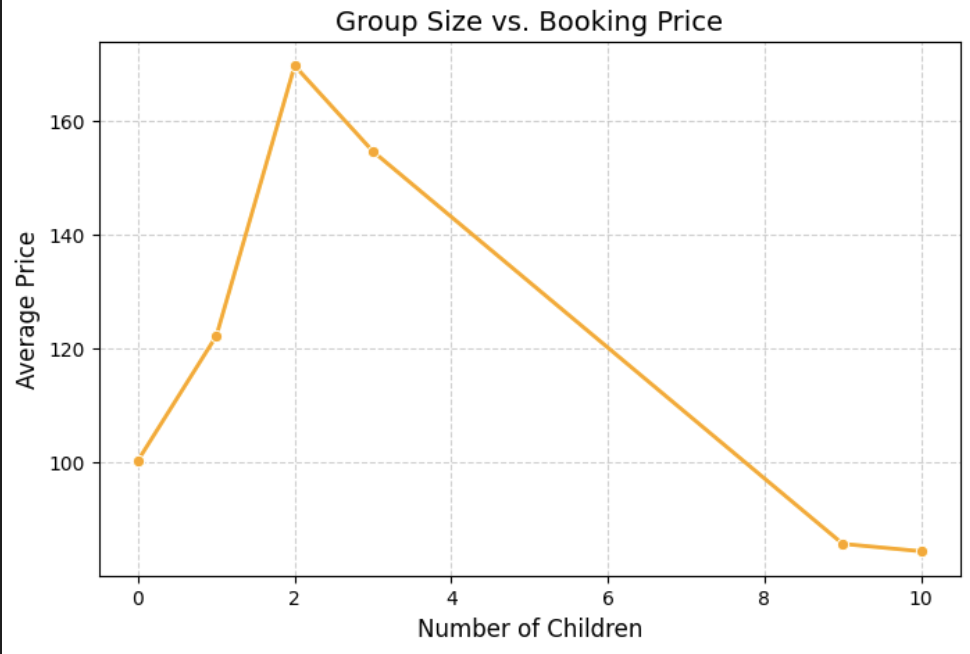 Group Size vs. Booking Price
160
140
120
100
Average Price
0 2 4 6 8 10
Number of Children